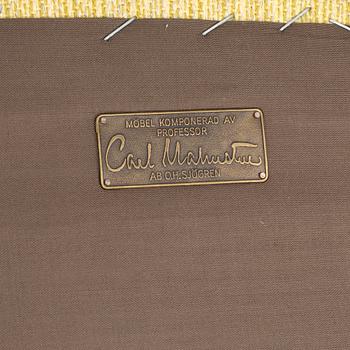 MÖBEL KOMPONERAD AV
PROFESSOR
Carl Malmsten
AB O.H. SJÖGREN